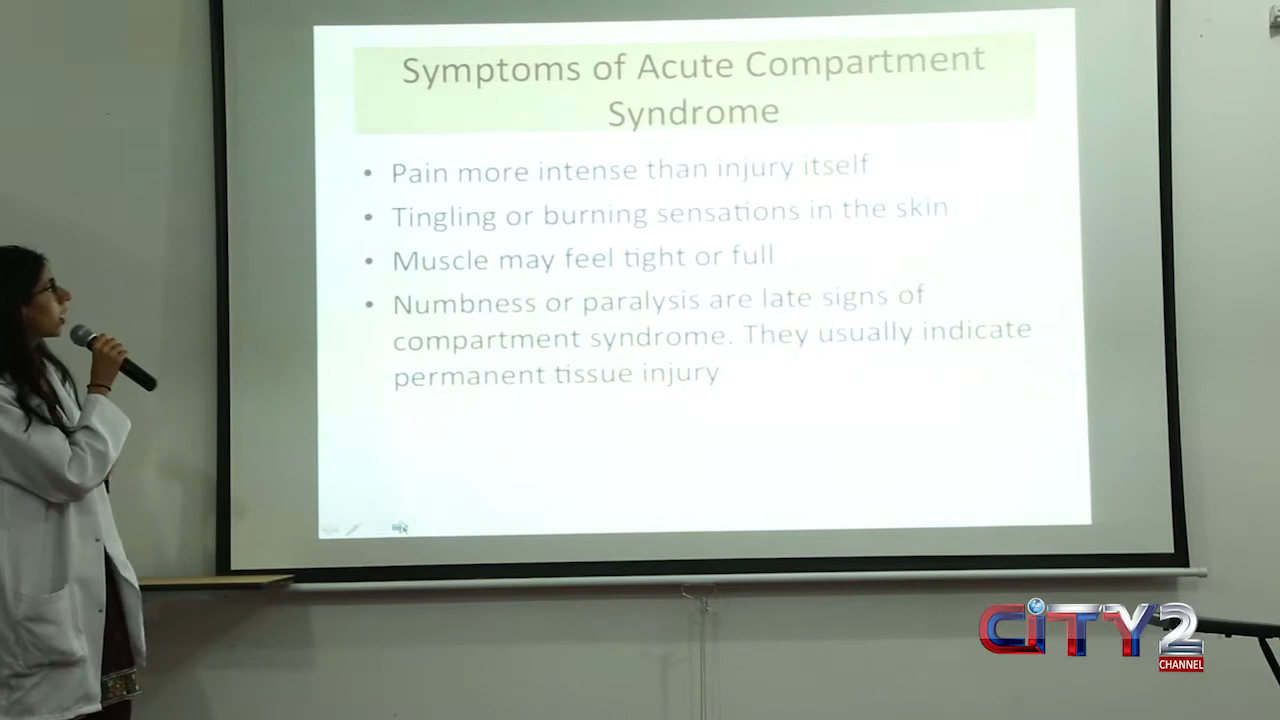 Symptoms of Acute Compartment
Syndrome
• Pain more intense than injury itself
• Tingling or burning sensations in the skin
• Muscle may feel tight or full
• Numbness or paralysis are late signs of
compartment syndrome. They usually indicate
permanent tissue injury
CiTY2
CHANNEL